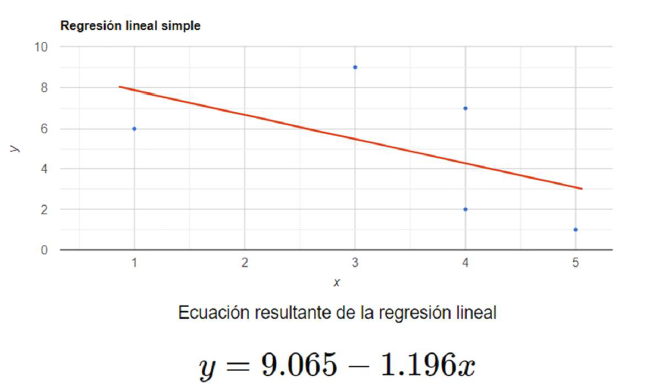 Regresión lineal simple
10
8
6
4
2
0
y
1 2 3 4 5
x
Ecuación resultante de la regresión lineal
y = 9.065 − 1.196x